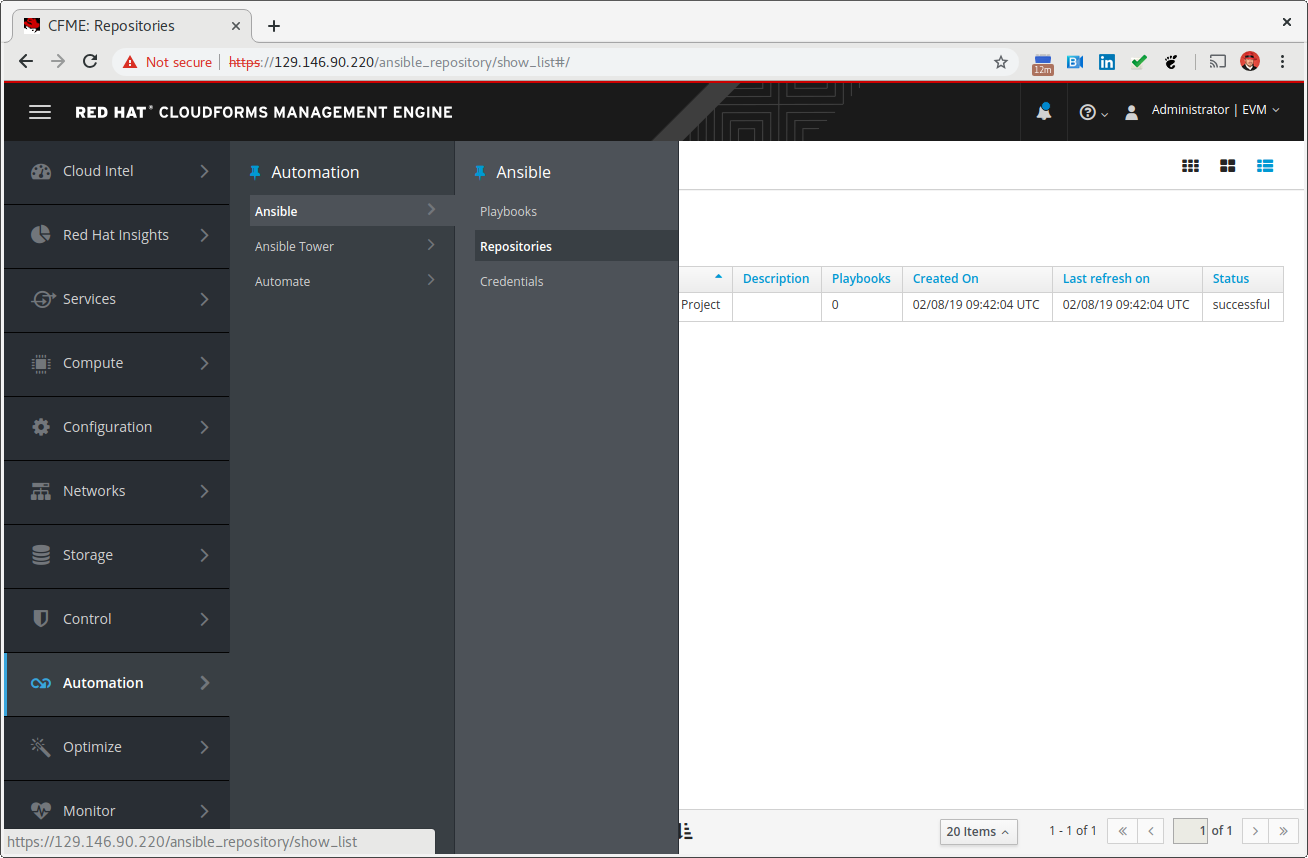 CFME: Repositories
Not secure | https://129.146.90.220/ansible_repository/show_list#/
12m
RED HAT® CLOUDFORMS MANAGEMENT ENGINE
Administrator | EVM
Cloud Intel
Red Hat Insights
Services
Compute
Configuration
Networks
Storage
Control
Automation
Optimize
Monitor
Automation
Ansible
Ansible Tower
Automate
Ansible
Playbooks
Repositories
Credentials
Description Playbooks Created On Last refresh on Status
Project 0 02/08/19 09:42:04 UTC 02/08/19 09:42:04 UTC successful
20 Items 1 - 1 of 1 « < 1 of 1 > »
https://129.146.90.220/ansible_repository/show_list